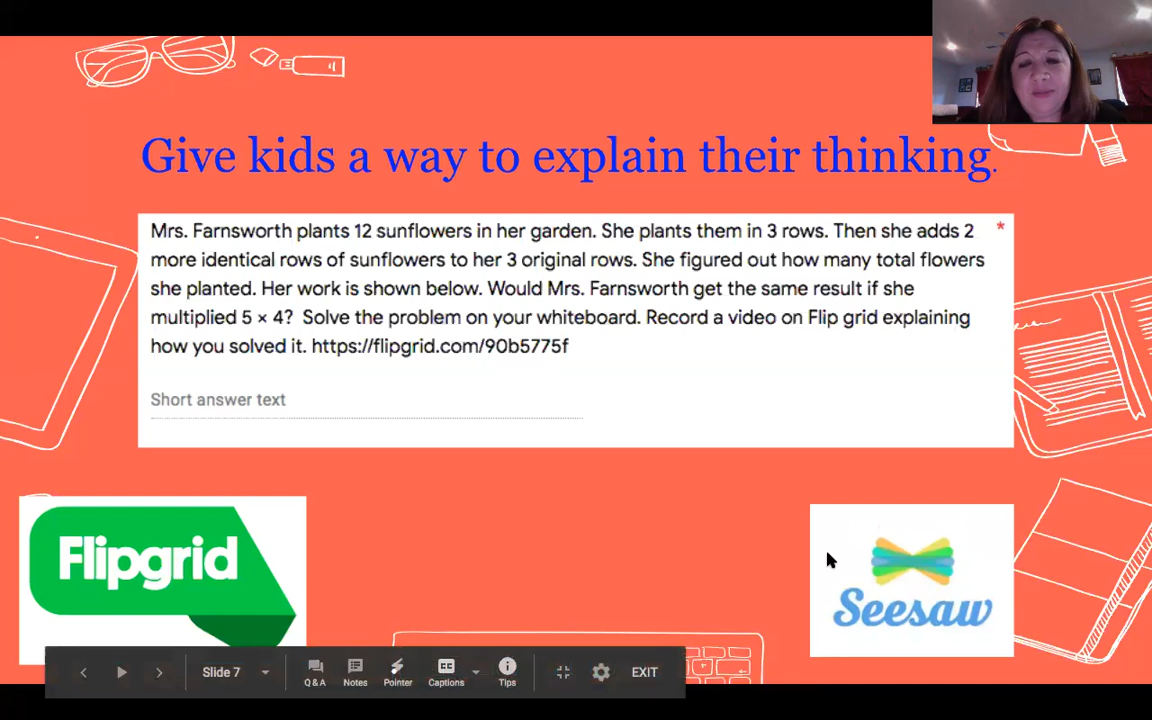 Give kids a way to explain their thinking.
Mrs. Farnsworth plants 12 sunflowers in her garden. She plants them in 3 rows. Then she adds 2 *
more identical rows of sunflowers to her 3 original rows. She figured out how many total flowers
she planted. Her work is shown below. Would Mrs. Farnsworth get the same result if she
multiplied 5 × 4?  Solve the problem on your whiteboard. Record a video on Flip grid explaining
how you solved it. https://flipgrid.com/90b5775f
Short answer text
Flipgrid
Seesaw
Slide 7
Q & A
Notes
Pointer
CC
Captions
Tips
EXIT